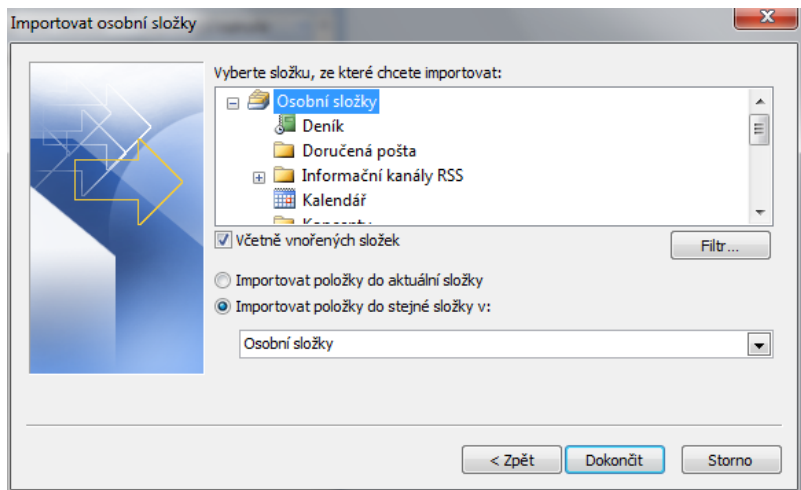 Importovat osobní složky
Vyberte složku, ze které chcete importovat:
Osobní složky
Deník
Doručená pošta
Informační kanály RSS
Kalendář
Včetně vnořených složek
Filtr...
Importovat položky do aktuální složky
Importovat položky do stejné složky v:
Osobní složky
< Zpět
Dokončit
Storno